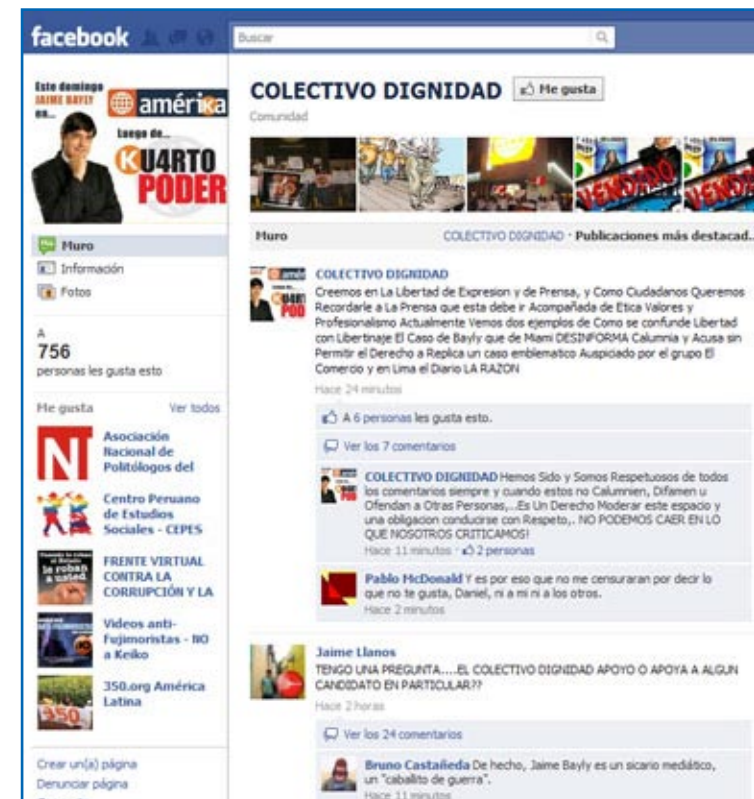 facebook
Buscar
Este domingo
JAIME BAYLY
en...
amérika
Luego de...
KU4RTO
PODER
COLECTIVO DIGNIDAD
Me gusta
Comunidad
VENDIDO
VENDIDO
Muro
Información
Fotos
A
756
personas les gusta esto
Me gusta
Ver todos
N
Asociación
Nacional de
Politólogos del
Centro Peruano
de Estudios
Sociales - CEPES
le roban
a usted
FRENTE VIRTUAL
CONTRA LA
CORRUPCIÓN Y LA
Videos anti-
Fujimoristas - NO
a Keiko
350
350.org América
Latina
Crear un(a) página
Denunciar página
Muro
COLECTIVO DIGNIDAD · Publicaciones más destacad..
COLECTIVO DIGNIDAD
Creemos en La Libertad de Expresion y de Prensa, y Como Ciudadanos Queremos
Recordarle a La Prensa que esta debe ir Acompañada de Etica Valores y
Profesionalismo Actualmente Vemos dos ejemplos de Como se confunde Libertad
con Libertinaje El Caso de Bayly que de Miami DESINFORMA Calumnia y Acusa sin
Permitir el Derecho a Replica un caso emblematico Auspiciado por el grupo El
Comercio y en Lima el Diario LA RAZON
Hace 24 minutos
A 6 personas les gusta esto.
Ver los 7 comentarios
COLECTIVO DIGNIDAD Hemos Sido y Somos Respetuosos de todos
los comentarios siempre y cuando estos no Calumnien, Difamen u
Ofendan a Otras Personas,...Es Un Derecho Moderar este espacio y
una obligacion conducirse con Respeto,. NO PODEMOS CAER EN LO
QUE NOSOTROS CRITICAMOS!
Hace 11 minutos · 2 personas
Pablo McDonald Y es por eso que no me censuraran por decir lo
que no te gusta, Daniel, ni a mi ni a los otros.
Hace 2 minutos
Jaime Llanos
TENGO UNA PREGUNTA....EL COLECTIVO DIGNIDAD APOYO O APOYA A ALGUN
CANDIDATO EN PARTICULAR??
Hace 2 horas
Ver los 24 comentarios
Bruno Castañeda De hecho, Jaime Bayly es un sicario mediático,
un "caballito de guerra".
Hace 11 minutos